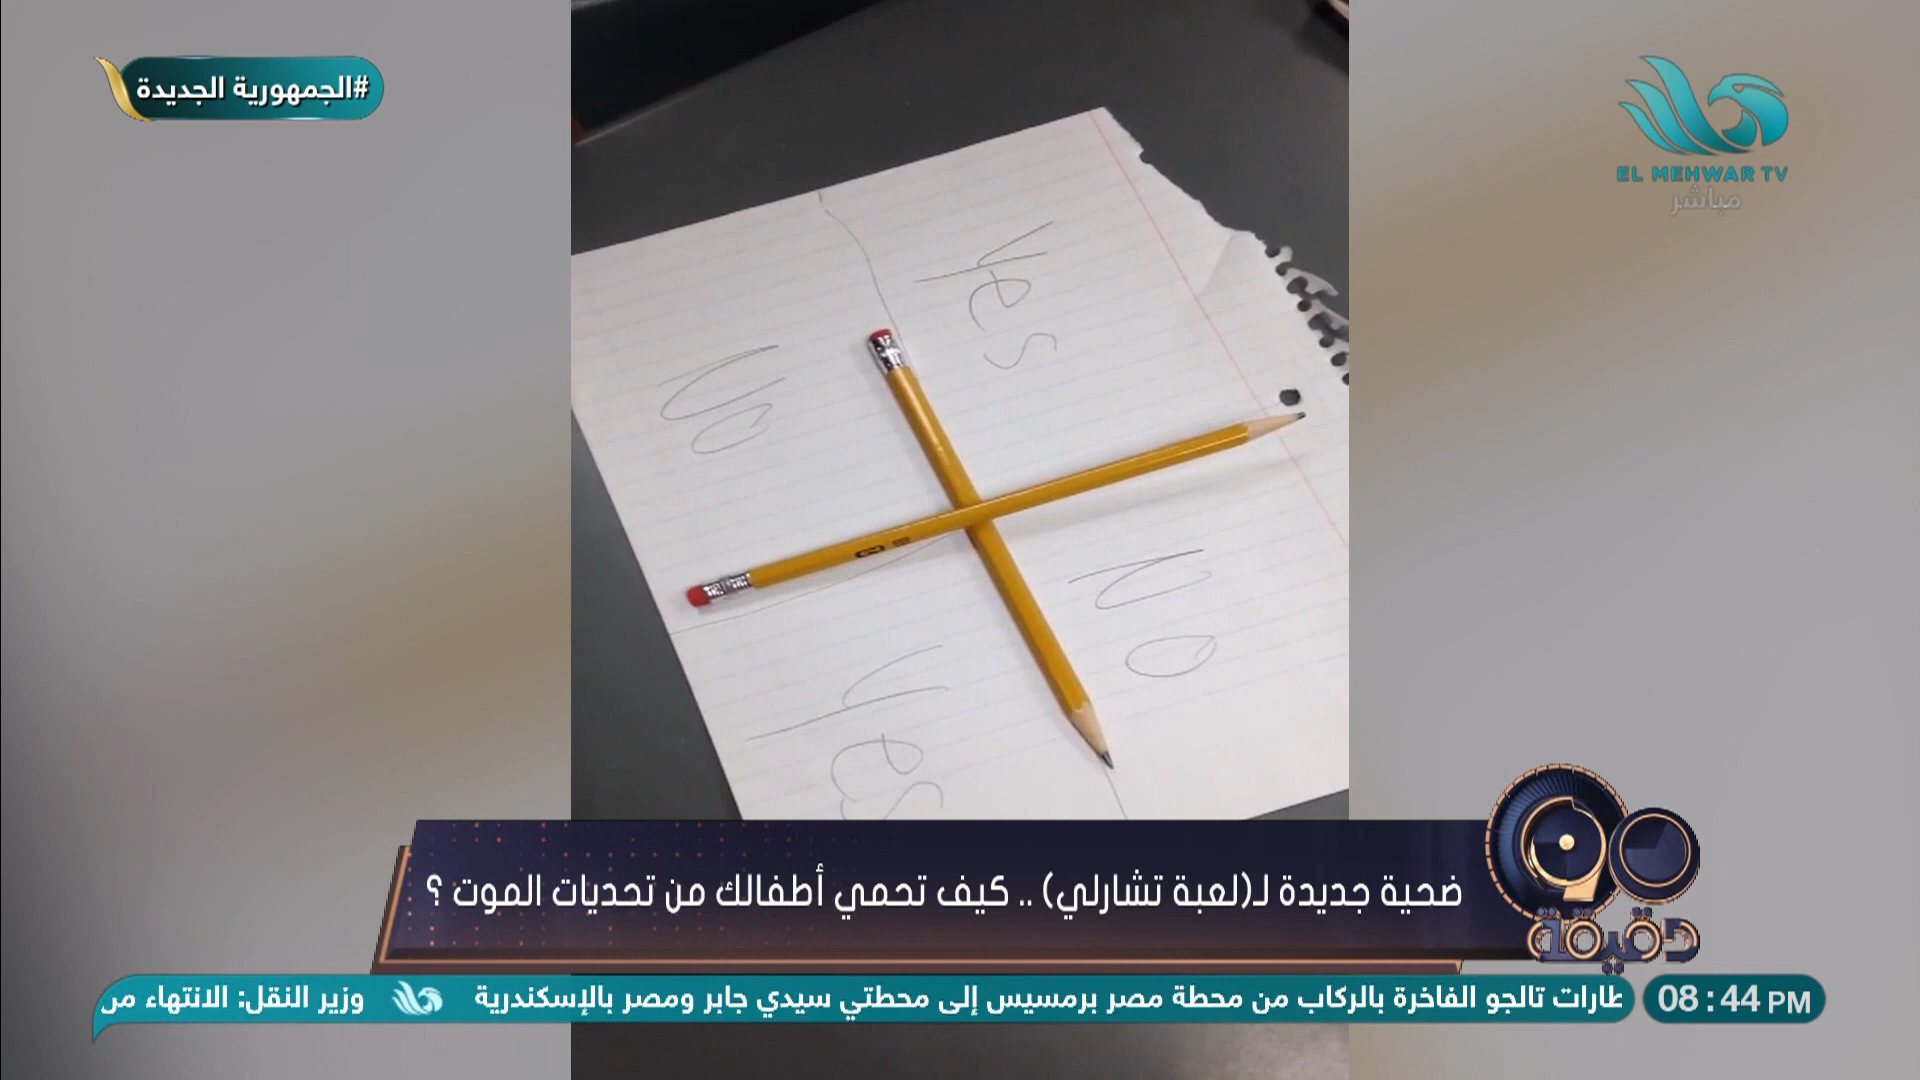 #الجمهورية الجديدة
EL MEHWAR TV
مباشر
yes
No
No
yes
ضحية جديدة لـ(لعبة تشارلي) .. كيف تحمي أطفالك من تحديات الموت ؟
90
دقيقة
طارات تالجو الفاخرة بالركاب من محطة مصر برمسيس إلى محطتي سيدي جابر ومصر بالإسكندرية وزير النقل: الانتهاء من
08:44 PM